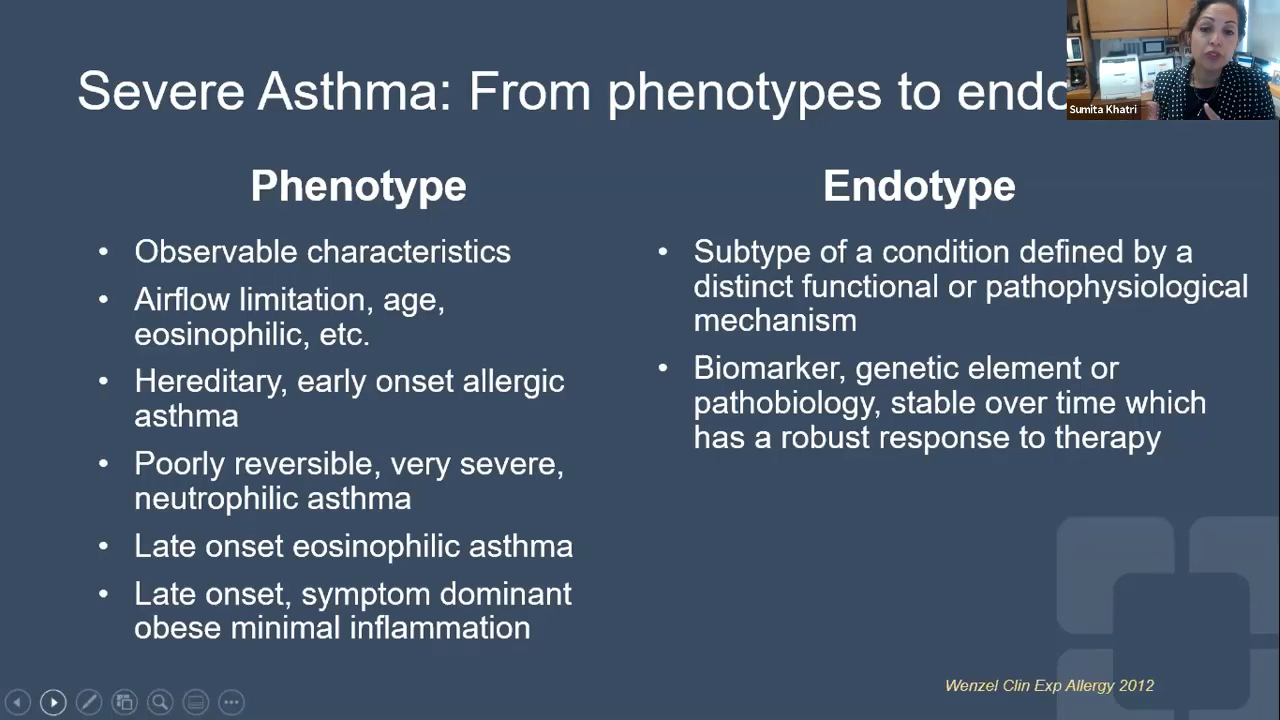 Severe Asthma: From phenotypes to endo
Sumita Khatri
Phenotype
• Observable characteristics
• Airflow limitation, age,
eosinophilic, etc.
• Hereditary, early onset allergic
asthma
• Poorly reversible, very severe,
neutrophilic asthma
• Late onset eosinophilic asthma
• Late onset, symptom dominant
obese minimal inflammation
Endotype
• Subtype of a condition defined by a
distinct functional or pathophysiological
mechanism
• Biomarker, genetic element or
pathobiology, stable over time which
has a robust response to therapy
Wenzel Clin Exp Allergy 2012